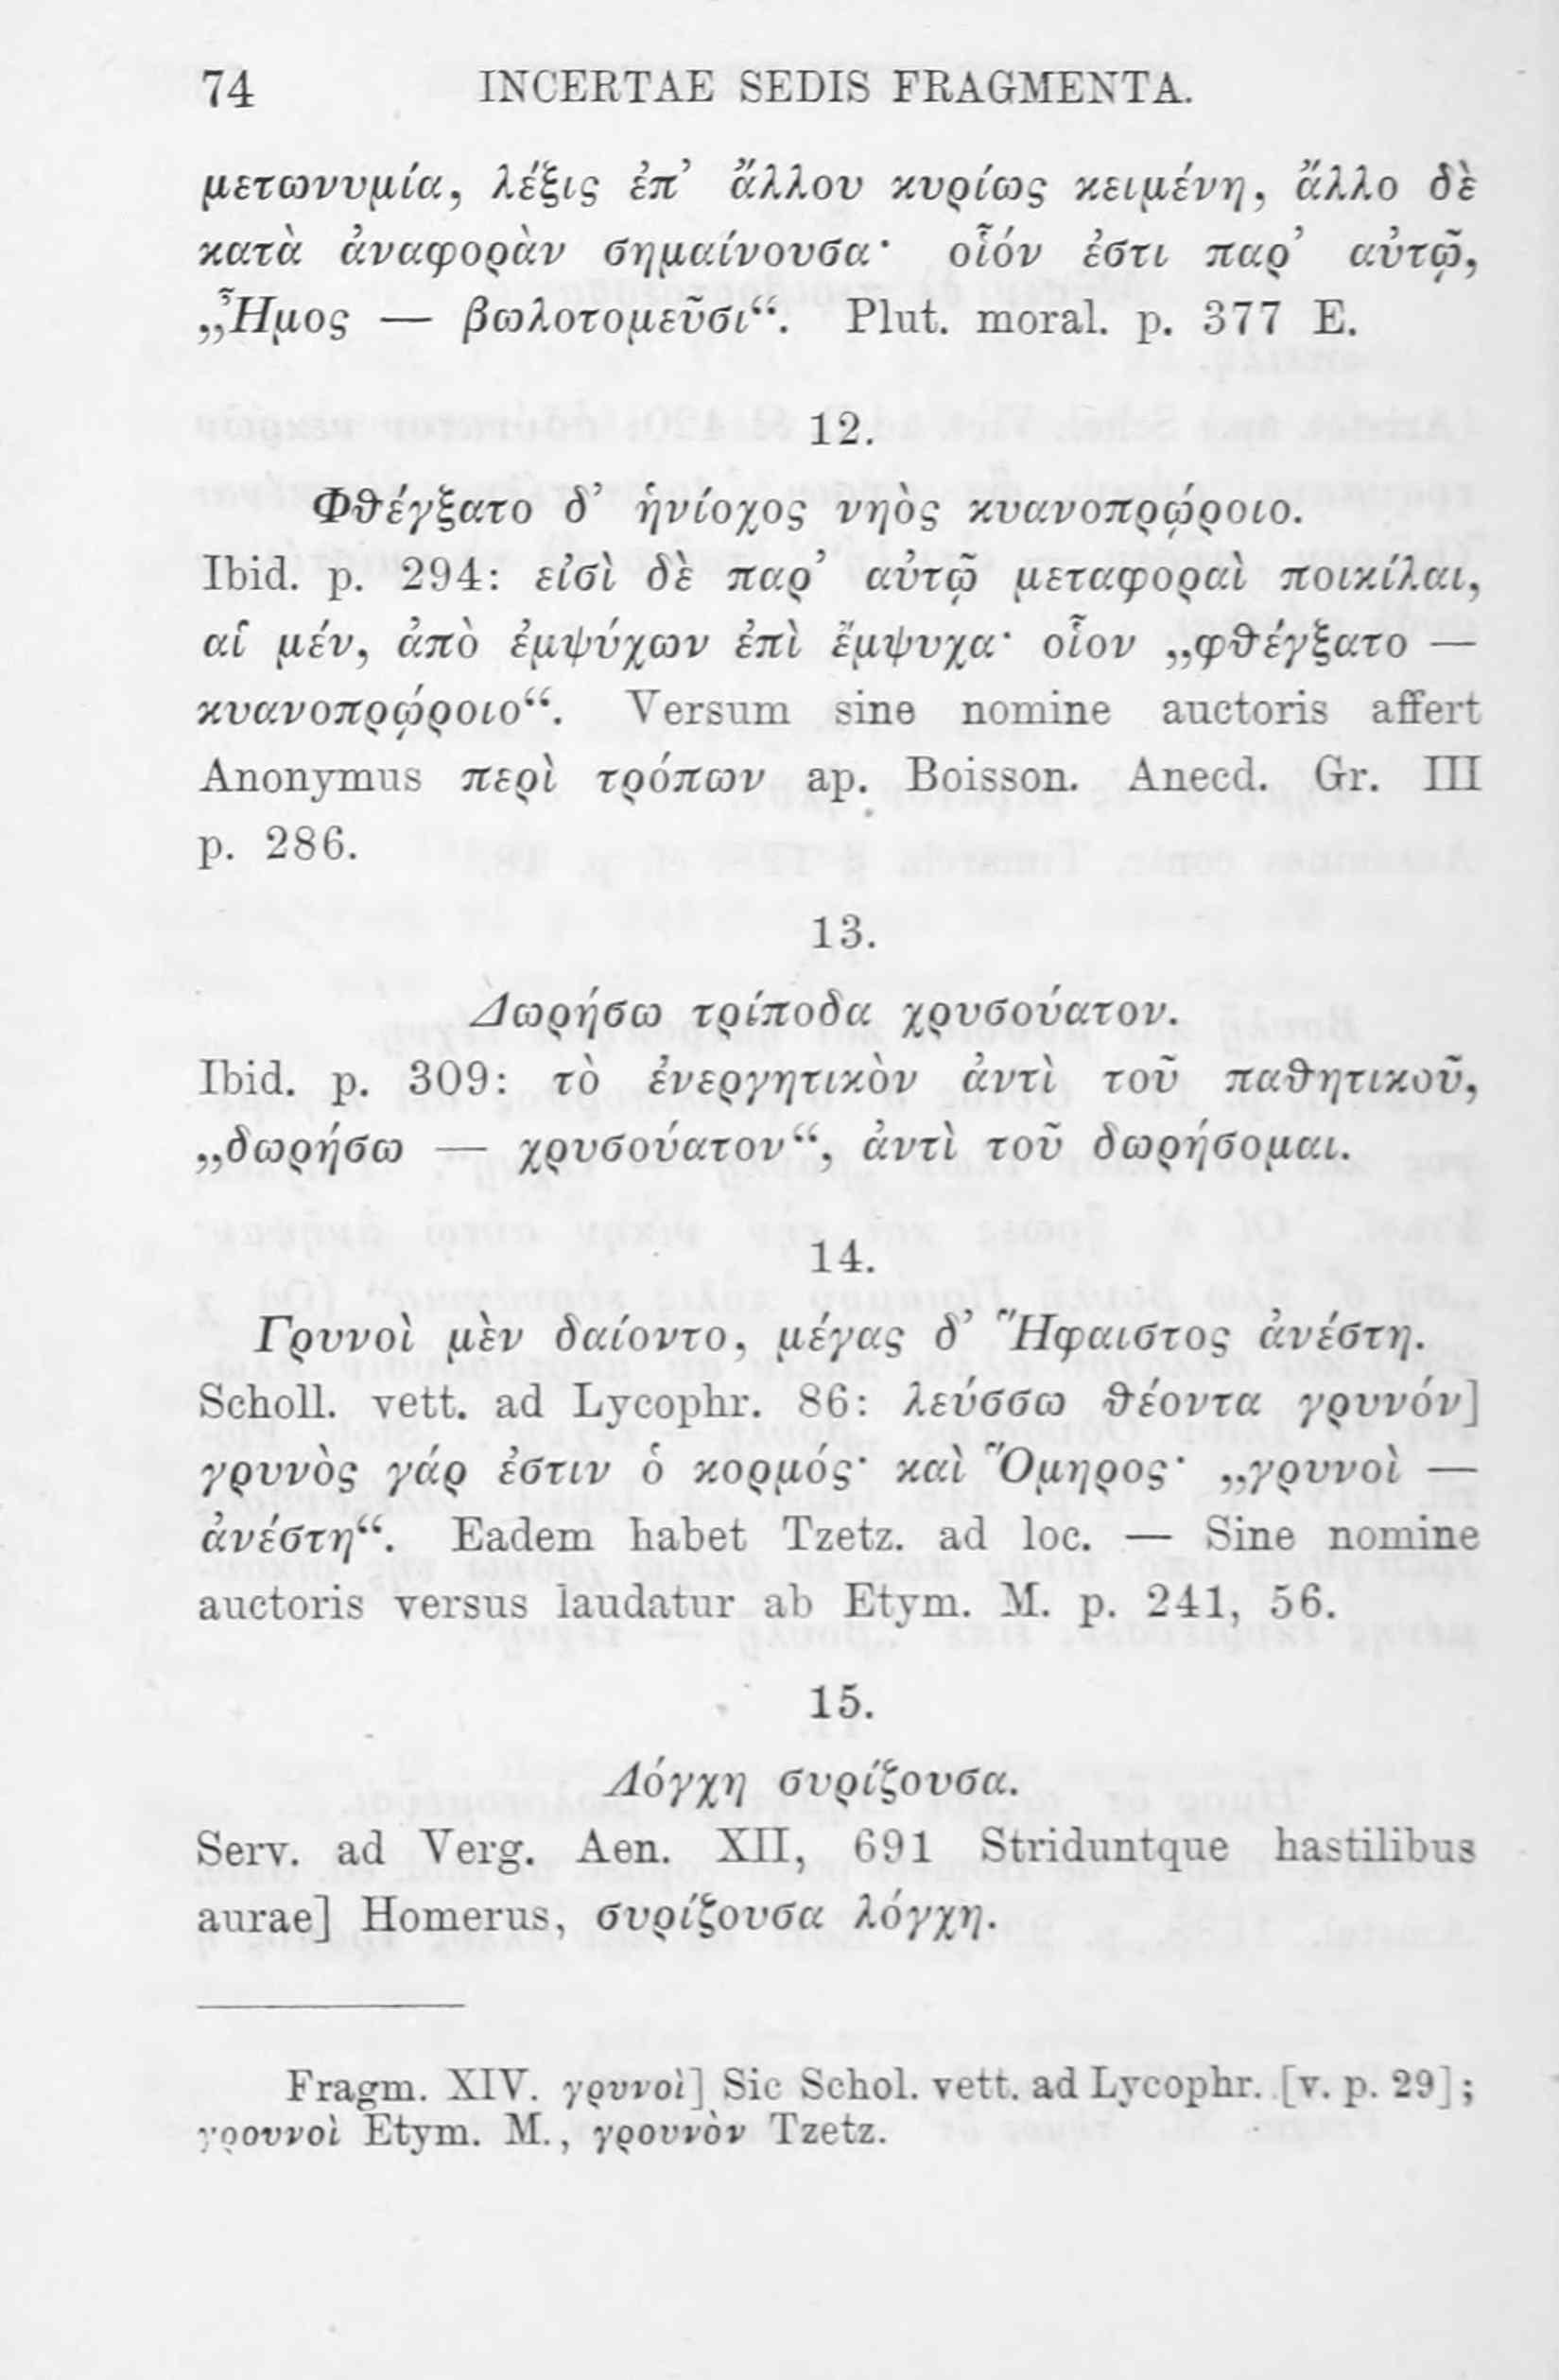 74 INCERTAE SEDIS FRAGMENTA.
μετωνυμία, λέξις ἐπ’ ἄλλου κυρίως κειμένη, ἄλλο δὲ
κατὰ ἀναφορὰν σημαίνουσα· οἷόν ἐστι παρ’ αὐτῷ,
„Ἦμος — βωλοτομεῦσι“. Plut. moral. p. 377 E.
12.
Φθέγξατο δ’ ἡνίοχος νηὸς κυανοπρῴροιο.
Ibid. p. 294: εἰσὶ δὲ παρ’ αὐτῷ μεταφοραὶ ποικίλαι,
αἱ μέν, ἀπὸ ἐμψύχων ἐπὶ ἔμψυχα· οἷον „φθέγξατο —
κυανοπρῴροιο“. Versum sine nomine auctoris affert
Anonymus περὶ τρόπων ap. Boisson. Anecd. Gr. III
p. 286.
13.
Δωρήσω τρίποδα χρυσούατον.
Ibid. p. 309: τὸ ἐνεργητικὸν ἀντὶ τοῦ παθητικοῦ,
„δωρήσω — χρυσούατον“, ἀντὶ τοῦ δωρήσομαι.
14.
Γρυνοὶ μὲν δαίοντο, μέγας δ’ Ἥφαιστος ἀνέστη.
Scholl. vett. ad Lycophr. 86: λεύσσω θέοντα γρυνόν]
γρυνὸς γάρ ἐστιν ὁ κορμός· καὶ Ὅμηρος· „γρυνοὶ —
ἀνέστη“. Eadem habet Tzetz. ad loc. — Sine nomine
auctoris versus laudatur ab Etym. M. p. 241, 56.
15.
Λόγχη συρίζουσα.
Serv. ad Verg. Aen. XII, 691 Striduntque hastilibus
aurae] Homerus, συρίζουσα λόγχη.
Fragm. XIV. γρυνοὶ] Sic Schol. vett. ad Lycophr. [v. p. 29];
γρουνοὶ Etym. M., γρουνὸν Tzetz.